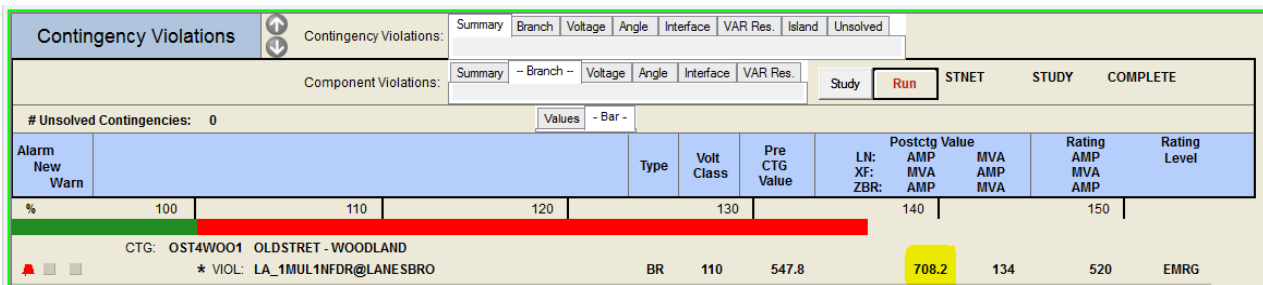 Contingency Violations Contingency Violations: Summary Branch Voltage Angle Interface VAR Res. Island Unsolved
Component Violations: Summary -- Branch -- Voltage Angle Interface VAR Res. Study Run STNET STUDY COMPLETE
# Unsolved Contingencies: 0 Values - Bar -
Alarm Postctg Value Rating Rating
New Type Volt Class Pre CTG Value LN: AMP MVA AMP Level
Warn XF: MVA AMP MVA
ZBR: AMP MVA AMP
% 100 110 120 130 140 150
CTG: OST4WOO1 OLDSTRET - WOODLAND
* VIOL: LA_1MUL1NFDR@LANESBRO BR 110 547.8 708.2 134 520 EMRG